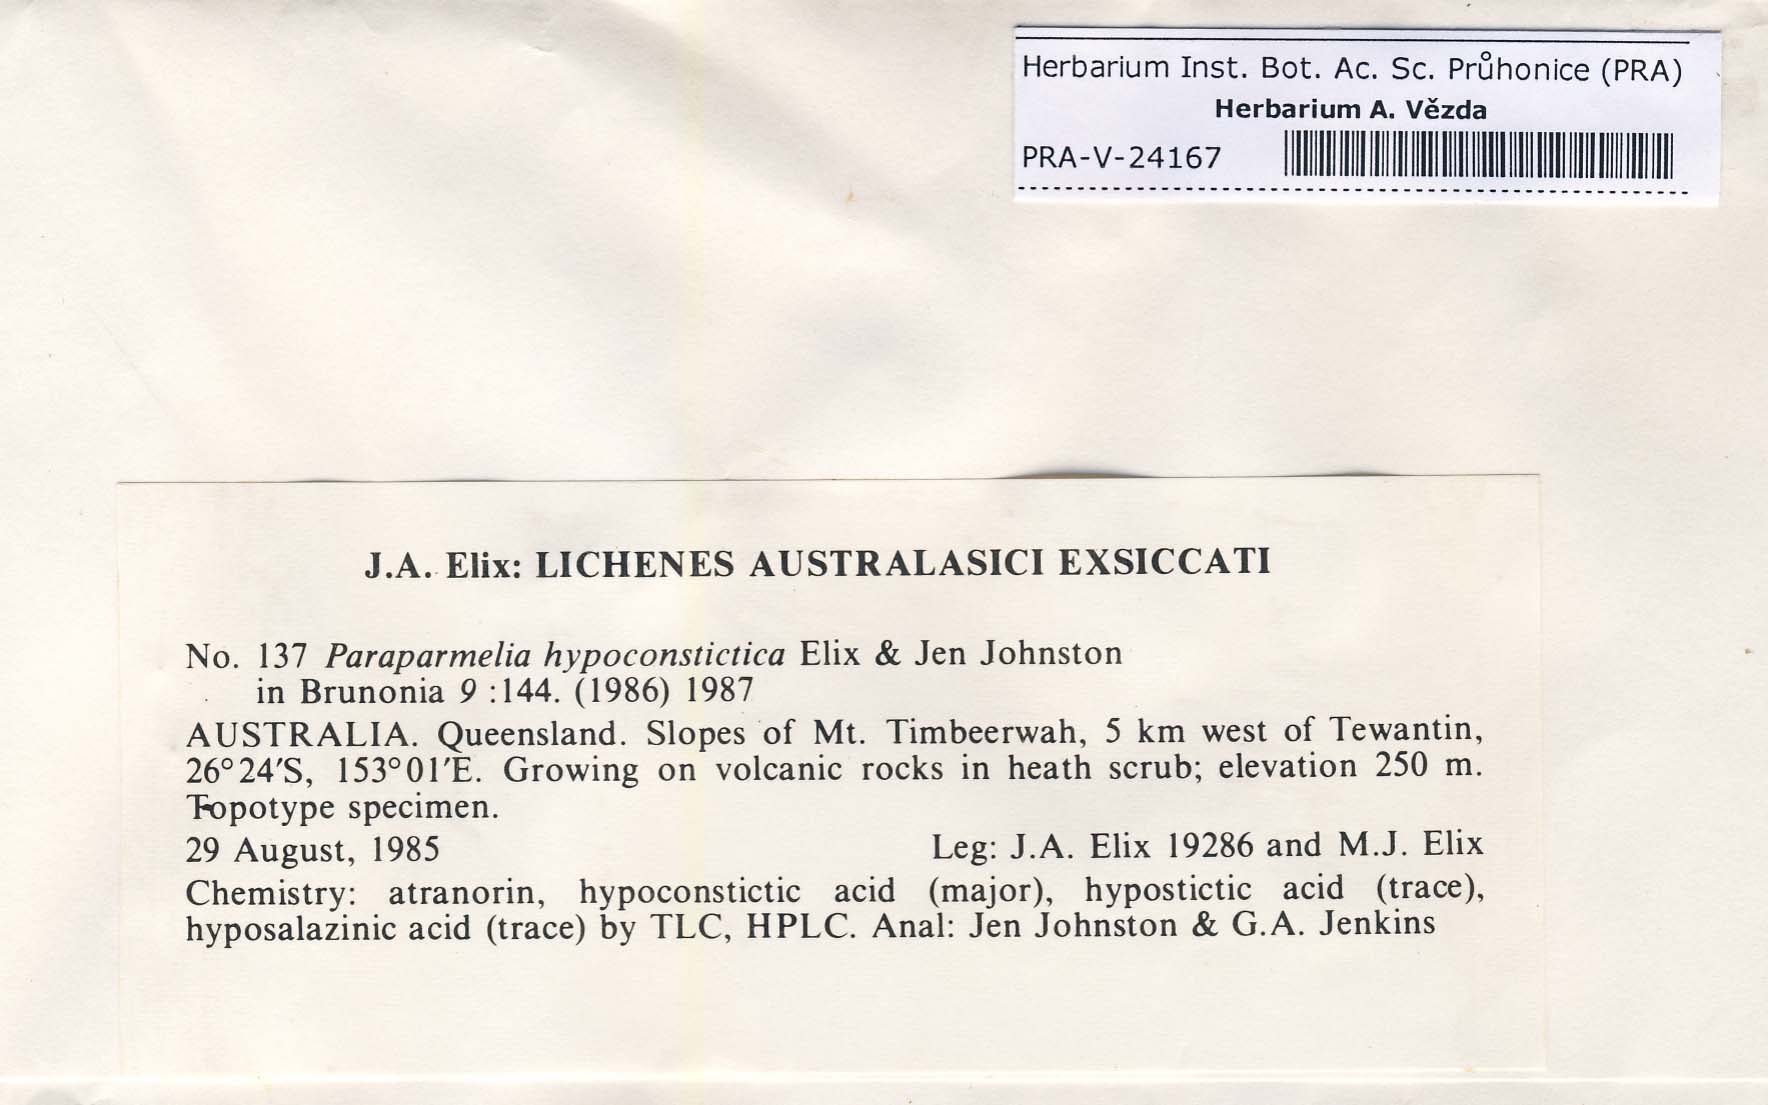 Herbarium Inst. Bot. Ac. Sc. Průhonice (PRA)
Herbarium A. Vězda
PRA-V-24167
J.A. Elix: LICHENES AUSTRALASICI EXSICCATI
No. 137 Paraparmelia hypoconstictica Elix & Jen Johnston
in Brunonia 9 :144. (1986) 1987
AUSTRALIA. Queensland. Slopes of Mt. Timbeerwah, 5 km west of Tewantin,
26°24'S, 153°01'E. Growing on volcanic rocks in heath scrub; elevation 250 m.
Topotype specimen.
29 August, 1985 Leg: J.A. Elix 19286 and M.J. Elix
Chemistry: atranorin, hypoconstictic acid (major), hypostictic acid (trace),
hyposalazinic acid (trace) by TLC, HPLC. Anal: Jen Johnston & G.A. Jenkins